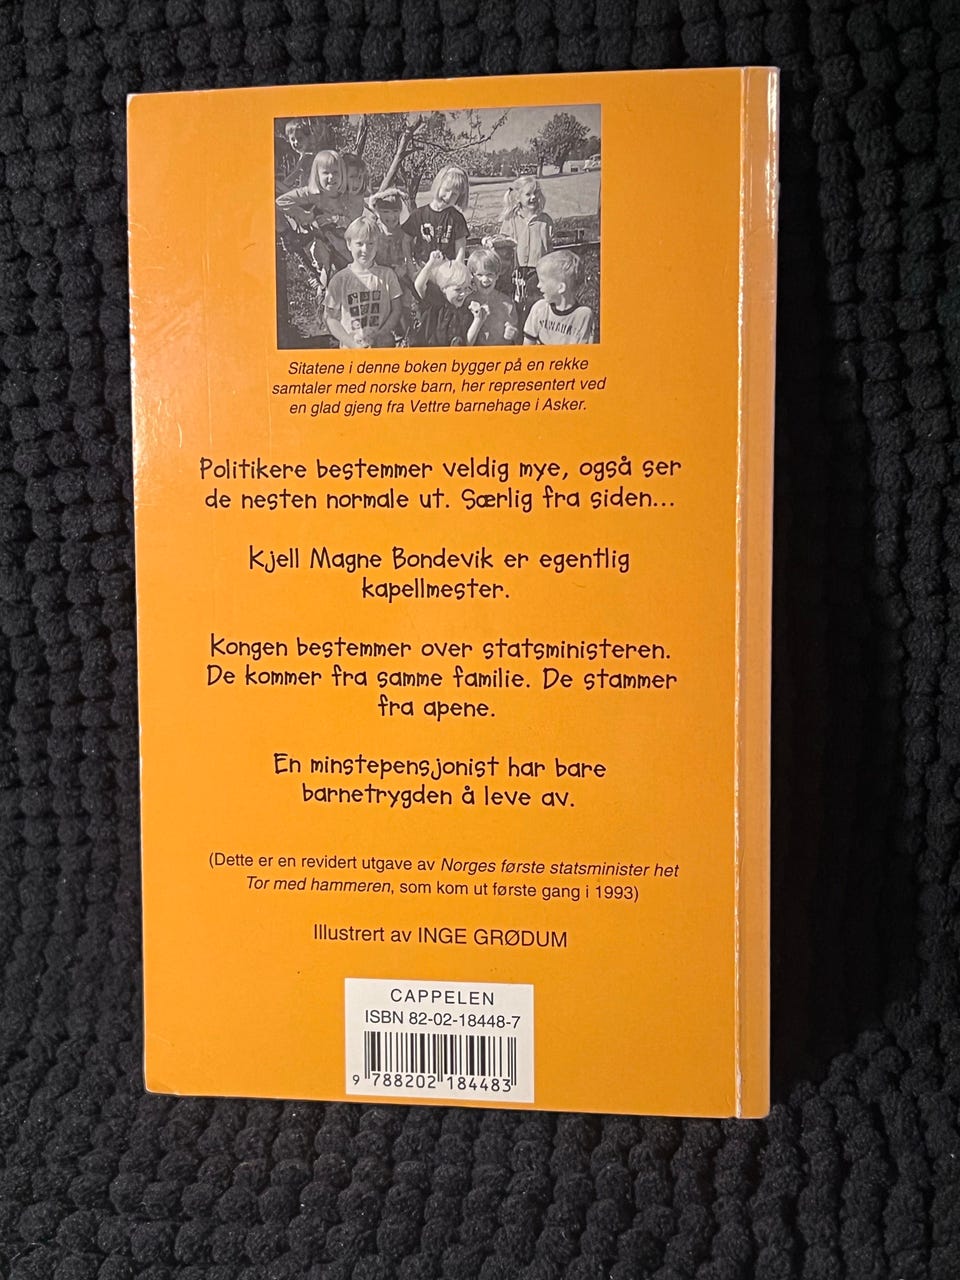 Sitatene i denne boken bygger på en rekke
samtaler med norske barn, her representert ved
en glad gjeng fra Vettre barnehage i Asker.
Politikere bestemmer veldig mye, også ser
de nesten normale ut. Særlig fra siden...
Kjell Magne Bondevik er egentlig
kapellmester.
Kongen bestemmer over statsministeren.
De kommer fra samme familie. De stammer
fra apene.
En minstepensjonist har bare
barnetrygden å leve av.
(Dette er en revidert utgave av Norges første statsminister het
Tor med hammeren, som kom ut første gang i 1993)
Illustrert av INGE GRØDUM
CAPPELEN
ISBN 82-02-18448-7
9 788202 184483